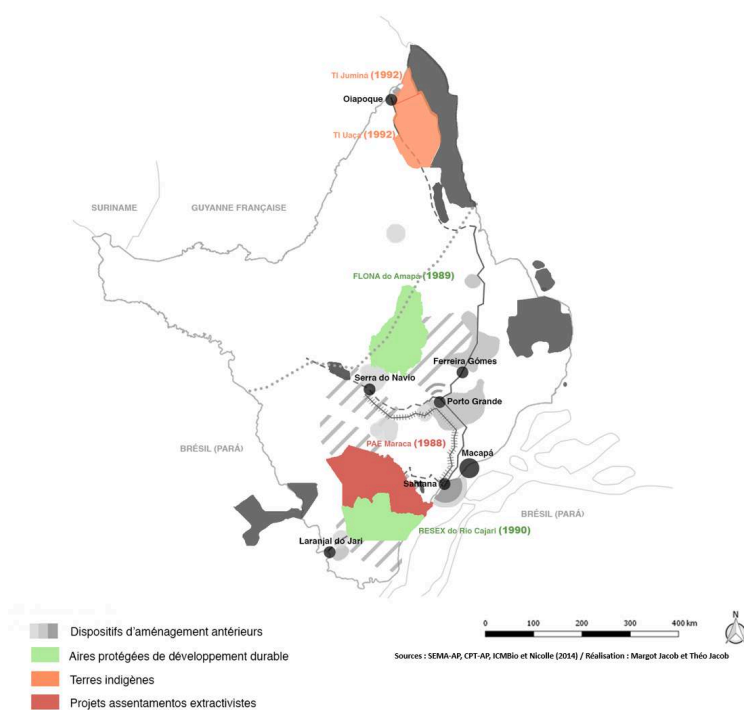 TI Juminá (1992)
Oiapoque
TI Uaçá (1992)
SURINAME
GUYANNE FRANÇAISE
FLONA do Amapá (1989)
Ferreira Gômes
Serra do Navio
Porto Grande
BRÉSIL (PARÁ)
PAE Maraca (1988)
Macapá
Santana
BRÉSIL (PARÁ)
RESEX do Rio Cajari (1990)
Laranjal do Jari
Dispositifs d'aménagement antérieurs
Aires protégées de développement durable
Terres indigènes
Projets assentamentos extractivistes
N
0 100 200 300 400 km
Sources : SEMA-AP, CPT-AP, ICMBio et Nicolle (2014) / Réalisation : Margot Jacob et Théo Jacob